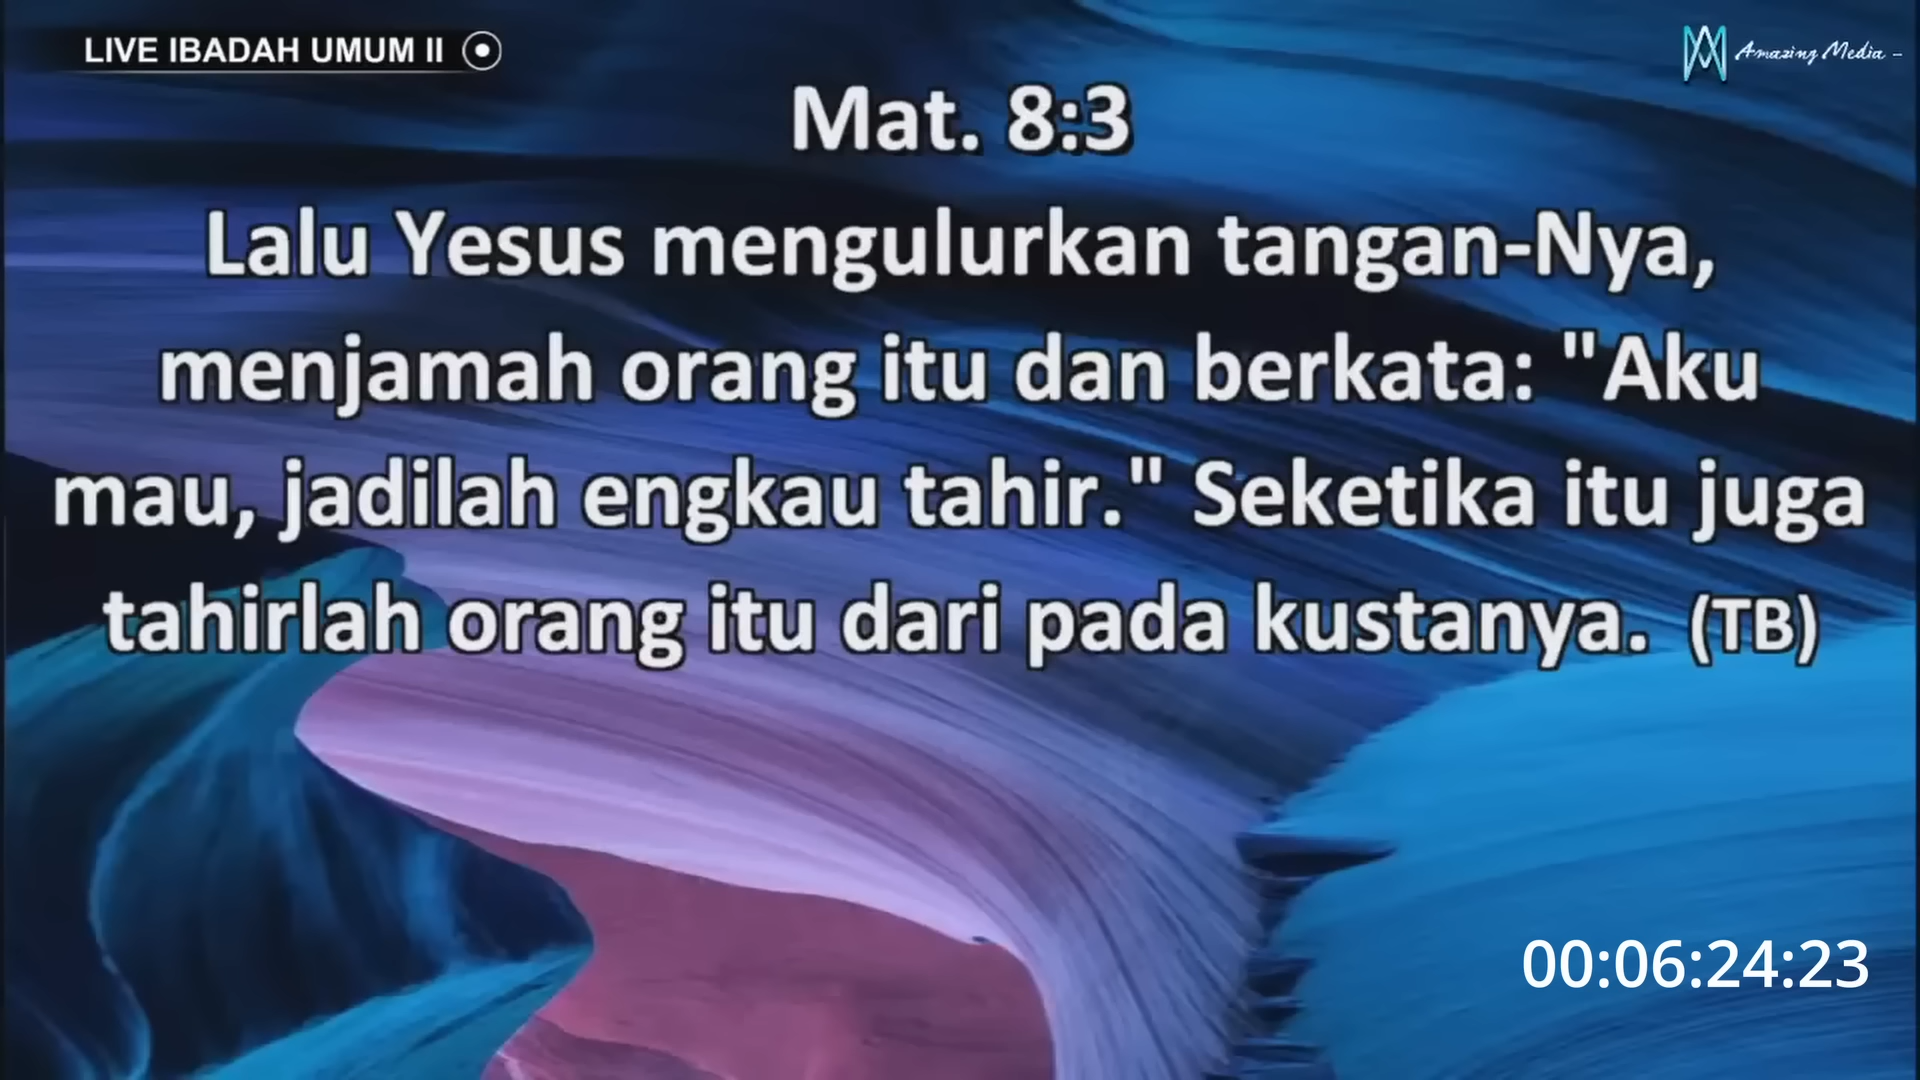 LIVE IBADAH UMUM II
Amazing Media -
Mat. 8:3
Lalu Yesus mengulurkan tangan-Nya,
menjamah orang itu dan berkata: "Aku
mau, jadilah engkau tahir." Seketika itu juga
tahirlah orang itu dari pada kustanya. (TB)
00:06:24:23